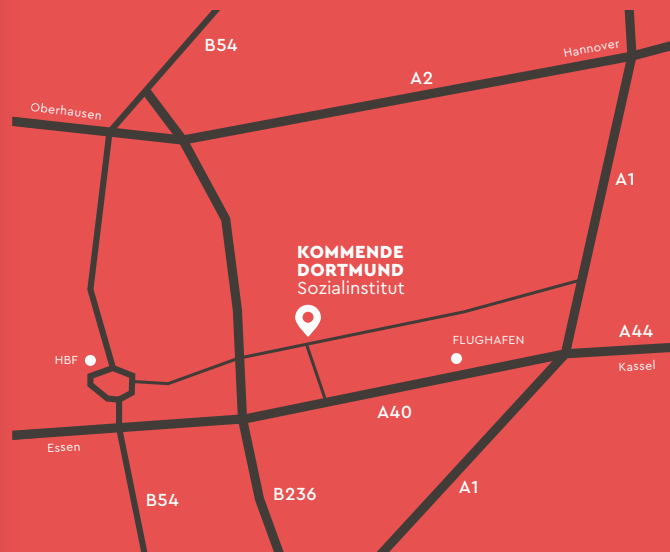 B54
Hannover
A2
Oberhausen
A1
KOMMENDE
DORTMUND
Sozialinstitut
HBF
FLUGHAFEN
A44
Kassel
A40
Essen
B54
B236
A1